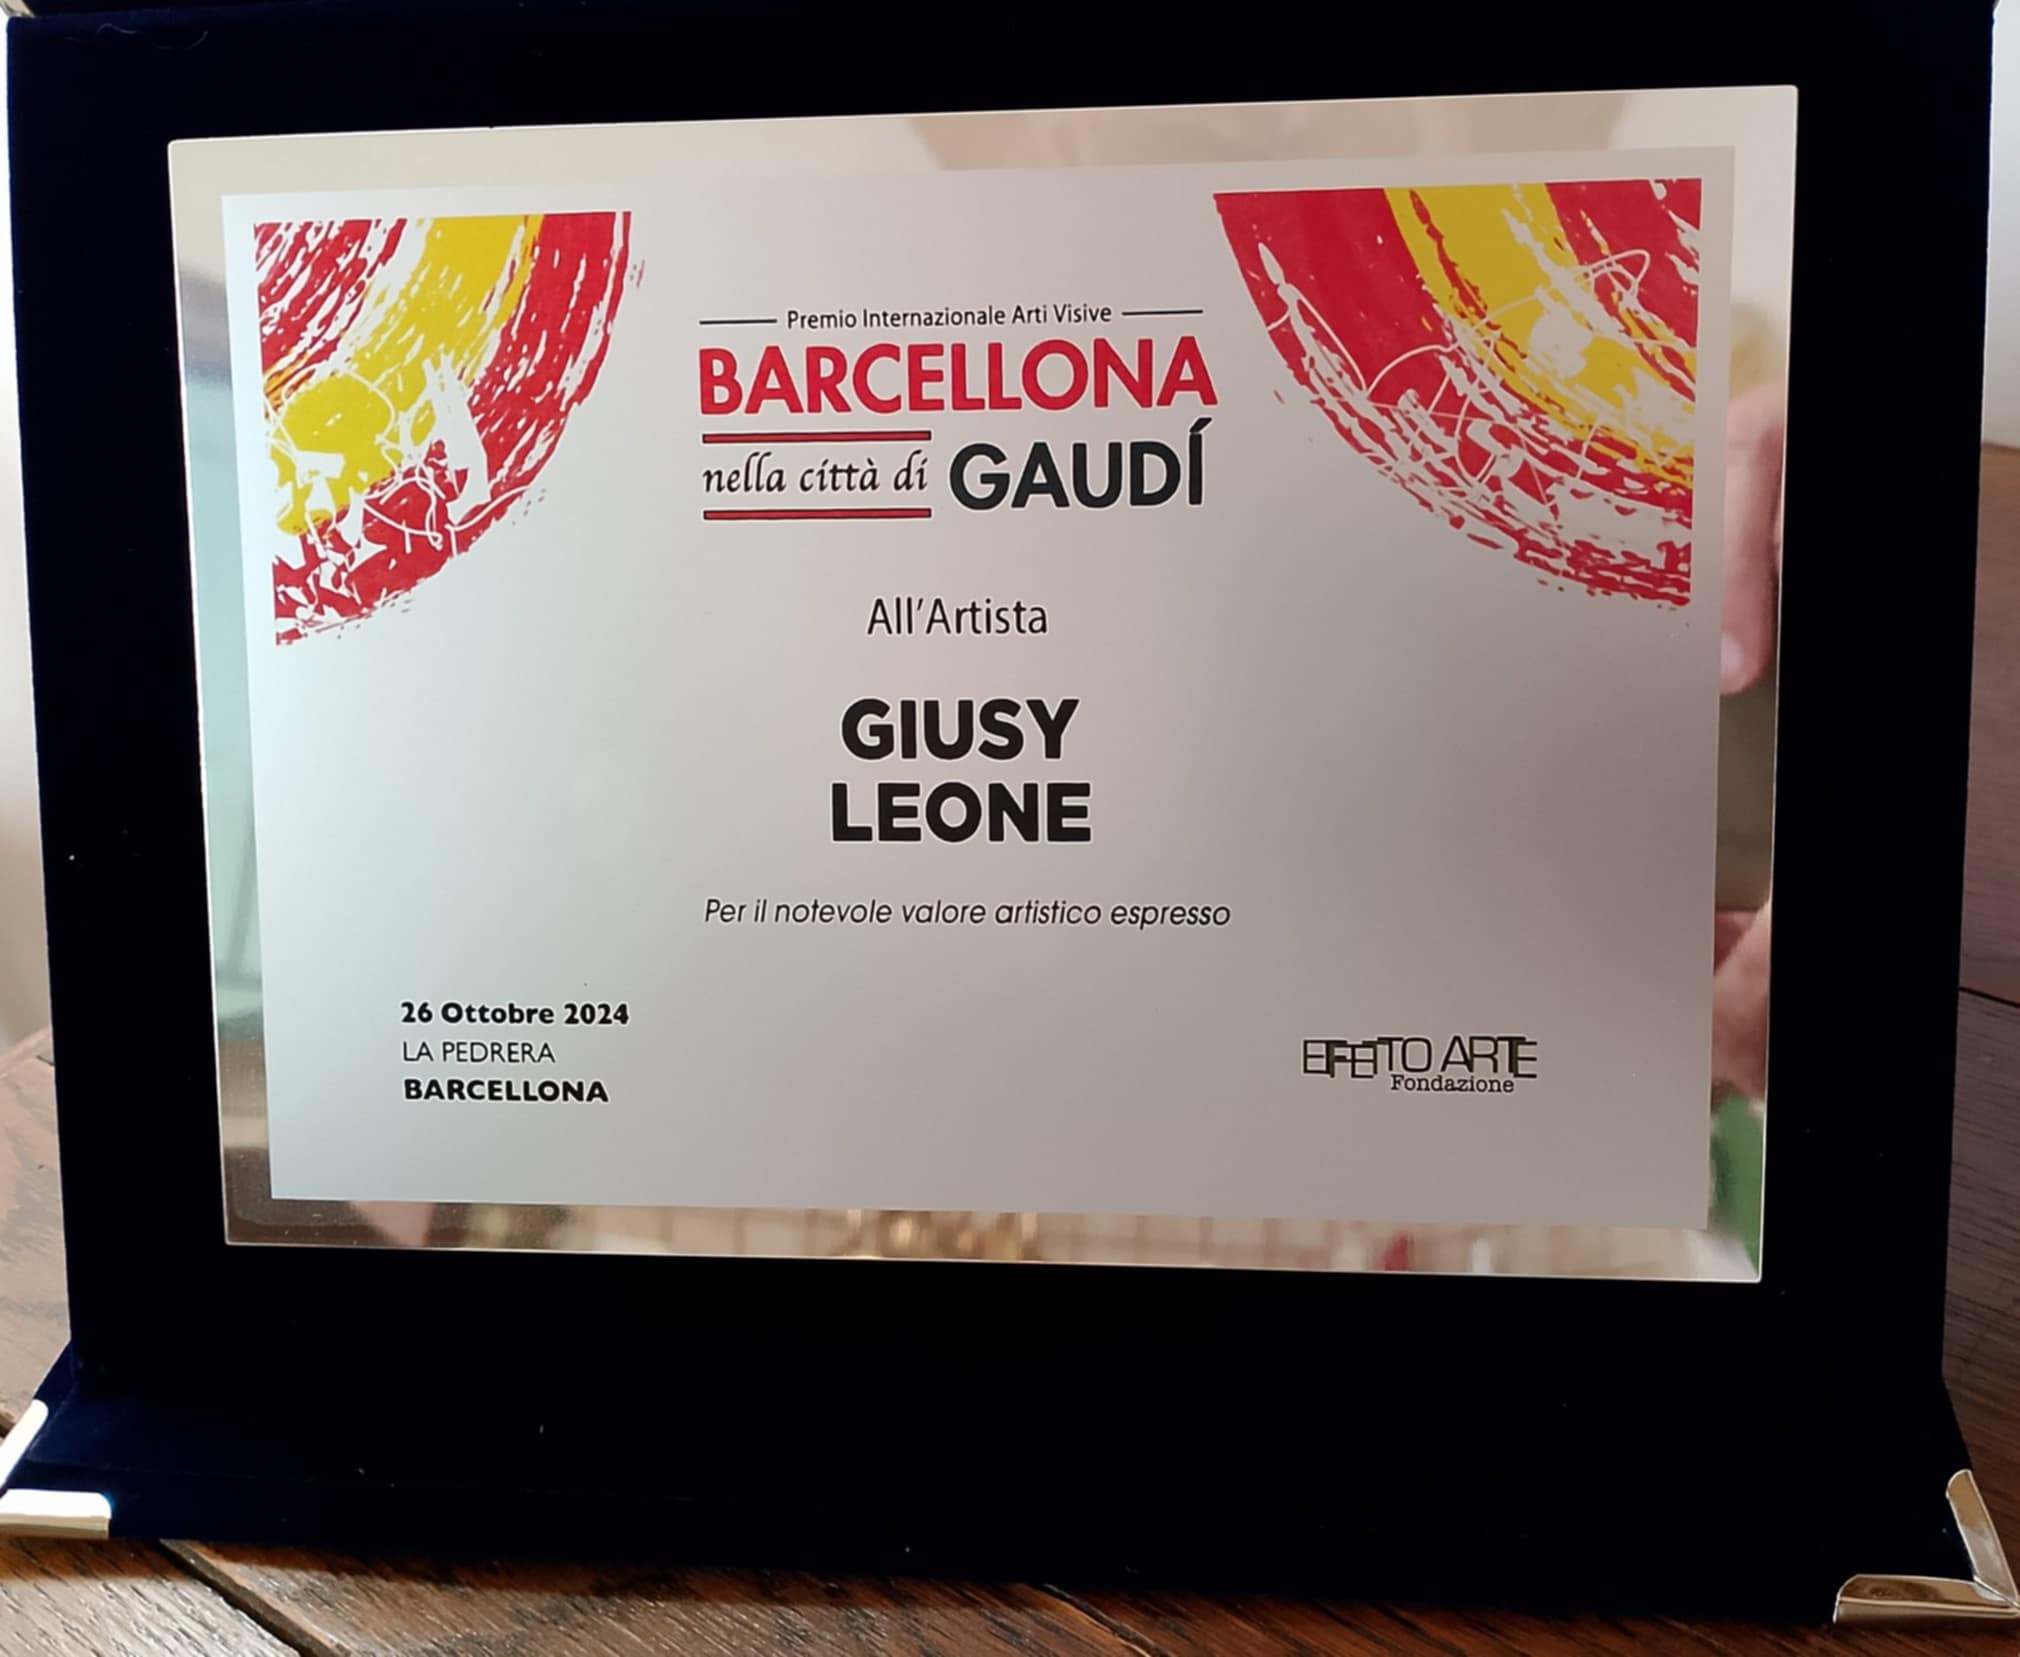 Premio Internazionale Arti Visive
BARCELLONA
nella città di GAUDÍ
All'Artista
GIUSY
LEONE
Per il notevole valore artistico espresso
26 Ottobre 2024
LA PEDRERA
BARCELLONA
EFFETTO ARTE
Fondazione